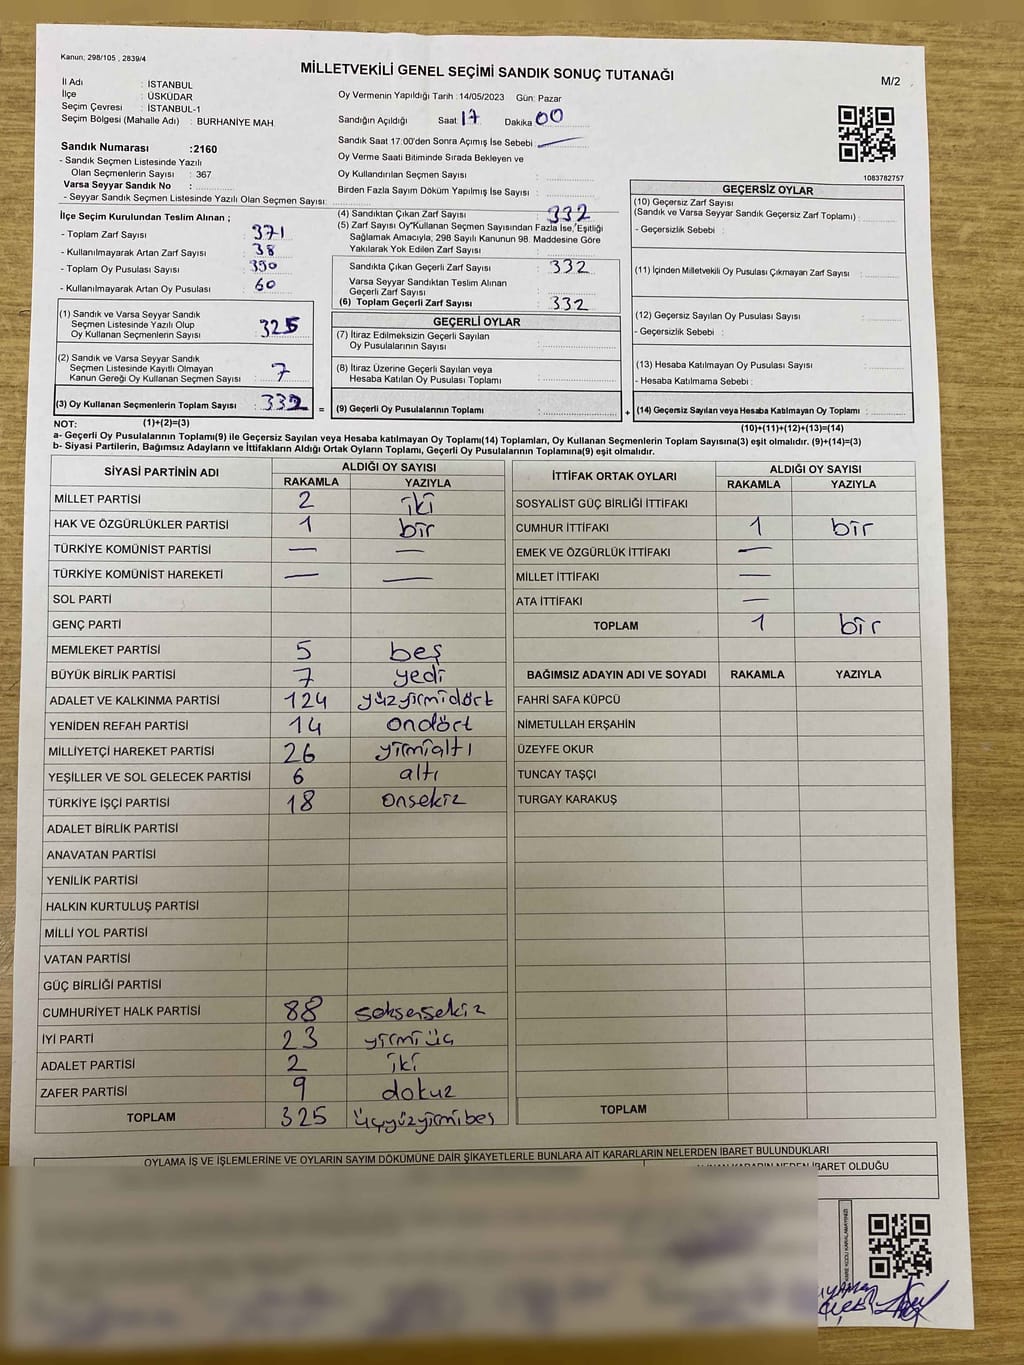 Kanun; 298/105 , 2839/4
MİLLETVEKİLİ GENEL SEÇİMİ SANDIK SONUÇ TUTANAĞI
M/2
İl Adı : İSTANBUL
İlçe : ÜSKÜDAR
Seçim Çevresi : İSTANBUL-1
Seçim Bölgesi (Mahalle Adı) : BURHANİYE MAH.
Oy Vermenin Yapıldığı Tarih :14/05/2023 Gün: Pazar
Sandığın Açıldığı Saat: 17 Dakika: 00
Sandık Saat 17:00'den Sonra Açımış İse Sebebi:
Oy Verme Saati Bitiminde Sırada Bekleyen ve
Oy Kullandırılan Seçmen Sayısı :
Birden Fazla Sayım Döküm Yapılmış İse Sayısı :
1083782757
Sandık Numarası :2160
- Sandık Seçmen Listesinde Yazılı
Olan Seçmenlerin Sayısı : 367
Varsa Seyyar Sandık No :
- Seyyar Sandık Seçmen Listesinde Yazılı Olan Seçmen Sayısı:
İlçe Seçim Kurulundan Teslim Alınan ;
- Toplam Zarf Sayısı : 371
- Kullanılmayarak Artan Zarf Sayısı : 38
- Toplam Oy Pusulası Sayısı : 390
- Kullanılmayarak Artan Oy Pusulası : 60
(1) Sandık ve Varsa Seyyar Sandık
Seçmen Listesinde Yazılı Olup
Oy Kullanan Seçmenlerin Sayısı : 325
(2) Sandık ve Varsa Seyyar Sandık
Seçmen Listesinde Kayıtlı Olmayan
Kanun Gereği Oy Kullanan Seçmen Sayısı : 7
(3) Oy Kullanan Seçmenlerin Toplam Sayısı : 332
(4) Sandıktan Çıkan Zarf Sayısı : 332
(5) Zarf Sayısı Oy Kullanan Seçmen Sayısından Fazla İse, Eşitliği
Sağlamak Amacıyla, 298 Sayılı Kanunun 98. Maddesine Göre
Yakılarak Yok Edilen Zarf Sayısı :
Sandıkta Çıkan Geçerli Zarf Sayısı : 332
Varsa Seyyar Sandıktan Teslim Alınan
Geçerli Zarf Sayısı :
(6) Toplam Geçerli Zarf Sayısı : 332
GEÇERLİ OYLAR
(7) İtiraz Edilmeksizin Geçerli Sayılan
Oy Pusulalarının Sayısı :
(8) İtiraz Üzerine Geçerli Sayılan veya
Hesaba Katılan Oy Pusulası Toplamı :
= (9) Geçerli Oy Pusulalarının Toplamı :
GEÇERSİZ OYLAR
(10) Geçersiz Zarf Sayısı
(Sandık ve Varsa Seyyar Sandık Geçersiz Zarf Toplamı) :
- Geçersizlik Sebebi :
(11) İçinden Milletvekili Oy Pusulası Çıkmayan Zarf Sayısı :
(12) Geçersiz Sayılan Oy Pusulası Sayısı :
- Geçersizlik Sebebi :
(13) Hesaba Katılmayan Oy Pusulası Sayısı :
- Hesaba Katılmama Sebebi :
+ (14) Geçersiz Sayılan veya Hesaba Katılmayan Oy Toplamı :
NOT: (1)+(2)=(3) (10)+(11)+(12)+(13)=(14)
a- Geçerli Oy Pusulalarının Toplamı(9) ile Geçersiz Sayılan veya Hesaba katılmayan Oy Toplamı(14) Toplamları, Oy Kullanan Seçmenlerin Toplam Sayısına(3) eşit olmalıdır. (9)+(14)=(3)
b- Siyasi Partilerin, Bağımsız Adayların ve İttifakların Aldığı Ortak Oyların Toplamı, Geçerli Oy Pusulalarının Toplamına(9) eşit olmalıdır.
SİYASİ PARTİNİN ADI ALDIĞI OY SAYISI
RAKAMLA YAZIYLA
MİLLET PARTİSİ 2 iki
HAK VE ÖZGÜRLÜKLER PARTİSİ 1 bir
TÜRKİYE KOMÜNİST PARTİSİ — —
TÜRKİYE KOMÜNİST HAREKETİ — —
SOL PARTİ
GENÇ PARTİ
MEMLEKET PARTİSİ 5 beş
BÜYÜK BİRLİK PARTİSİ 7 yedi
ADALET VE KALKINMA PARTİSİ 124 yüzyirmidört
YENİDEN REFAH PARTİSİ 14 ondört
MİLLİYETÇİ HAREKET PARTİSİ 26 yirmialtı
YEŞİLLER VE SOL GELECEK PARTİSİ 6 altı
TÜRKİYE İŞÇİ PARTİSİ 18 onsekiz
ADALET BİRLİK PARTİSİ
ANAVATAN PARTİSİ
YENİLİK PARTİSİ
HALKIN KURTULUŞ PARTİSİ
MİLLİ YOL PARTİSİ
VATAN PARTİSİ
GÜÇ BİRLİĞİ PARTİSİ
CUMHURİYET HALK PARTİSİ 88 seksensekiz
İYİ PARTİ 23 yirmiüç
ADALET PARTİSİ 2 iki
ZAFER PARTİSİ 9 dokuz
TOPLAM 325 üçyüzyirmibeş
İTTİFAK ORTAK OYLARI ALDIĞI OY SAYISI
RAKAMLA YAZIYLA
SOSYALİST GÜÇ BİRLİĞİ İTTİFAKI
CUMHUR İTTİFAKI 1 bir
EMEK VE ÖZGÜRLÜK İTTİFAKI —
MİLLET İTTİFAKI —
ATA İTTİFAKI —
TOPLAM 1 bir
BAĞIMSIZ ADAYIN ADI VE SOYADI RAKAMLA YAZIYLA
FAHRİ SAFA KÜPCÜ
NİMETULLAH ERŞAHİN
ÜZEYFE OKUR
TUNCAY TAŞÇI
TURGAY KARAKUŞ
TOPLAM
OYLAMA İŞ VE İŞLEMLERİNE VE OYLARIN SAYIM DÖKÜMÜNE DAİR ŞİKAYETLERLE BUNLARA AİT KARARLARIN NELERDEN İBARET BULUNDUKLARI
KARARIN NEDEN İBARET OLDUĞU